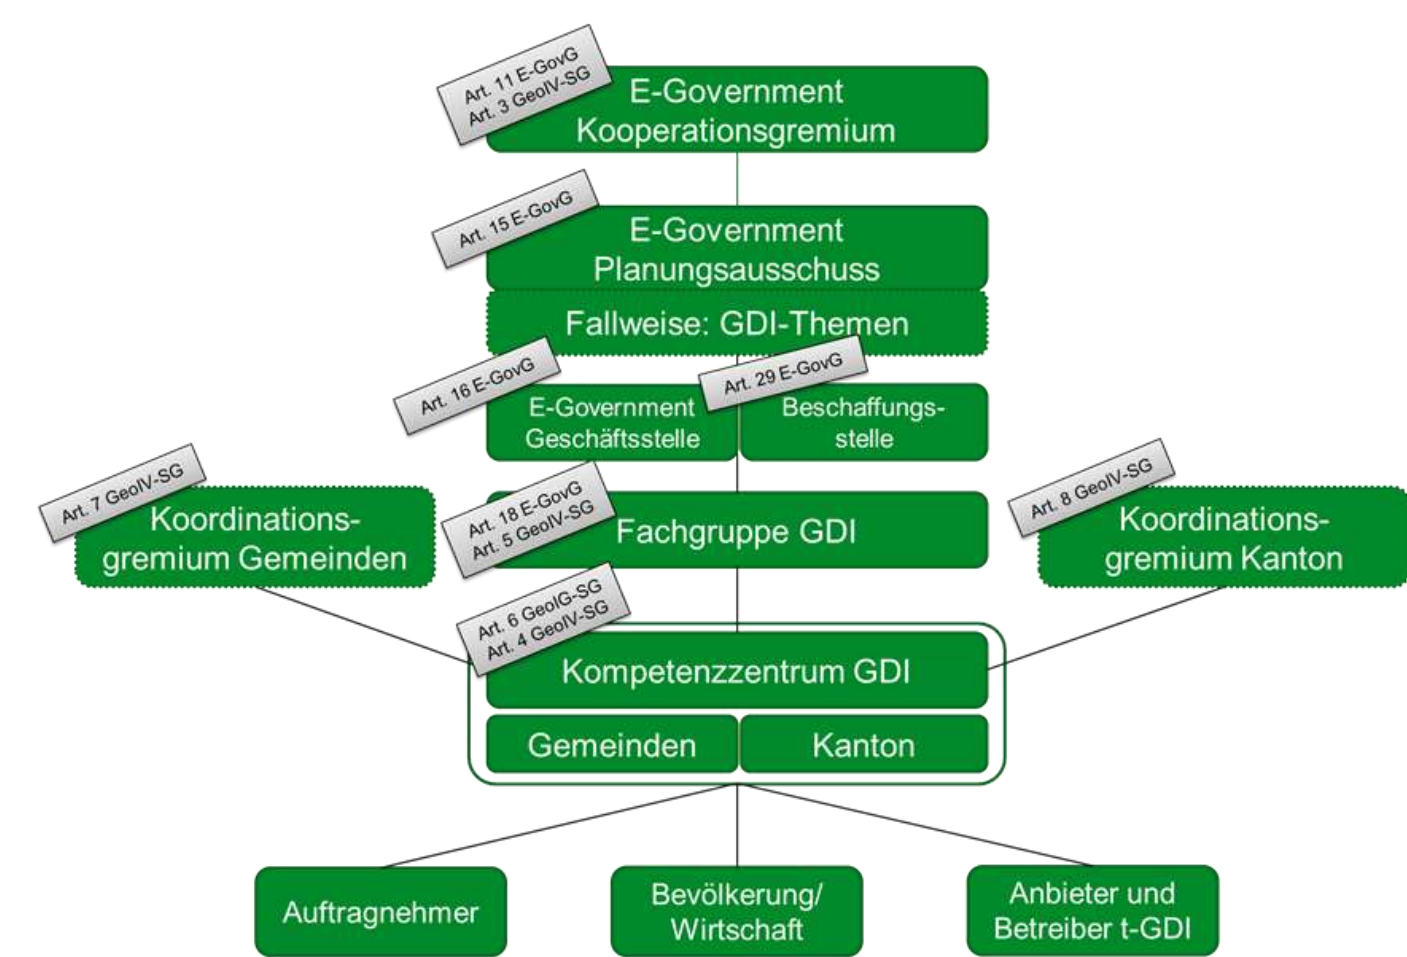 Art. 11 E-GovG
Art. 3 GeoIV-SG
E-Government
Kooperationsgremium
Art. 15 E-GovG
E-Government
Planungsausschuss
Fallweise: GDI-Themen
Art. 16 E-GovG
E-Government
Geschäftsstelle
Art. 29 E-GovG
Beschaffungs-
stelle
Art. 7 GeoIV-SG
Koordinations-
gremium Gemeinden
Art. 18 E-GovG
Art. 5 GeoIV-SG
Fachgruppe GDI
Art. 8 GeoIV-SG
Koordinations-
gremium Kanton
Art. 6 GeoIG-SG
Art. 4 GeoIV-SG
Kompetenzzentrum GDI
Gemeinden
Kanton
Auftragnehmer
Bevölkerung/
Wirtschaft
Anbieter und
Betreiber t-GDI